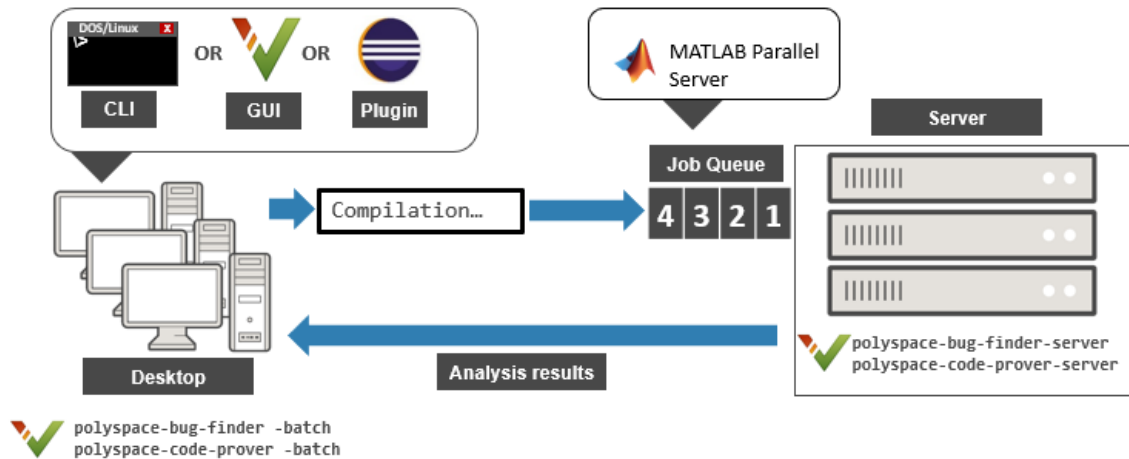 DOS/Linux X
\>
OR
OR
CLI
GUI
Plugin
MATLAB Parallel
Server
Server
Job Queue
Compilation…
4 3 2 1
polyspace-bug-finder-server
polyspace-code-prover-server
Desktop
Analysis results
polyspace-bug-finder -batch
polyspace-code-prover -batch